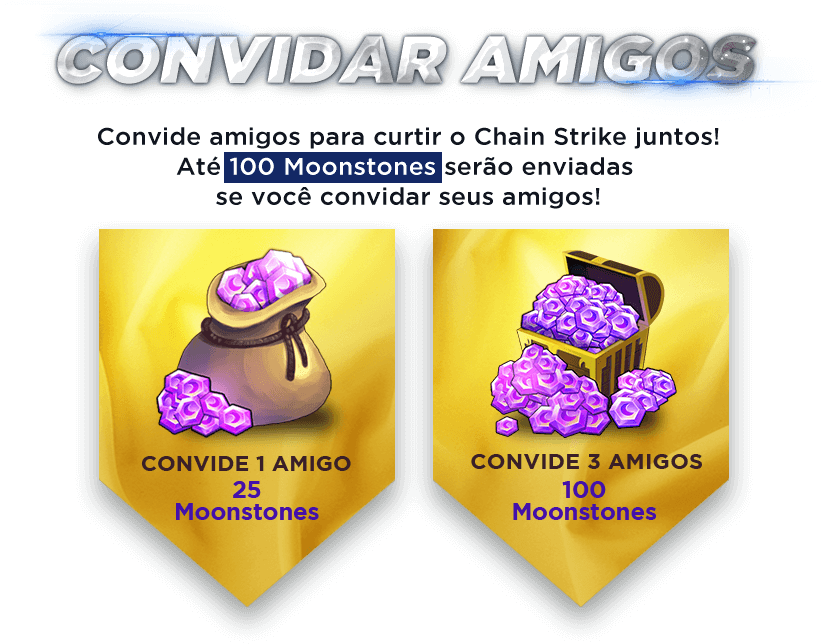 CONVIDAR AMIGOS
Convide amigos para curtir o Chain Strike juntos!
Até 100 Moonstones serão enviadas
se você convidar seus amigos!
CONVIDE 1 AMIGO
25
Moonstones
CONVIDE 3 AMIGOS
100
Moonstones